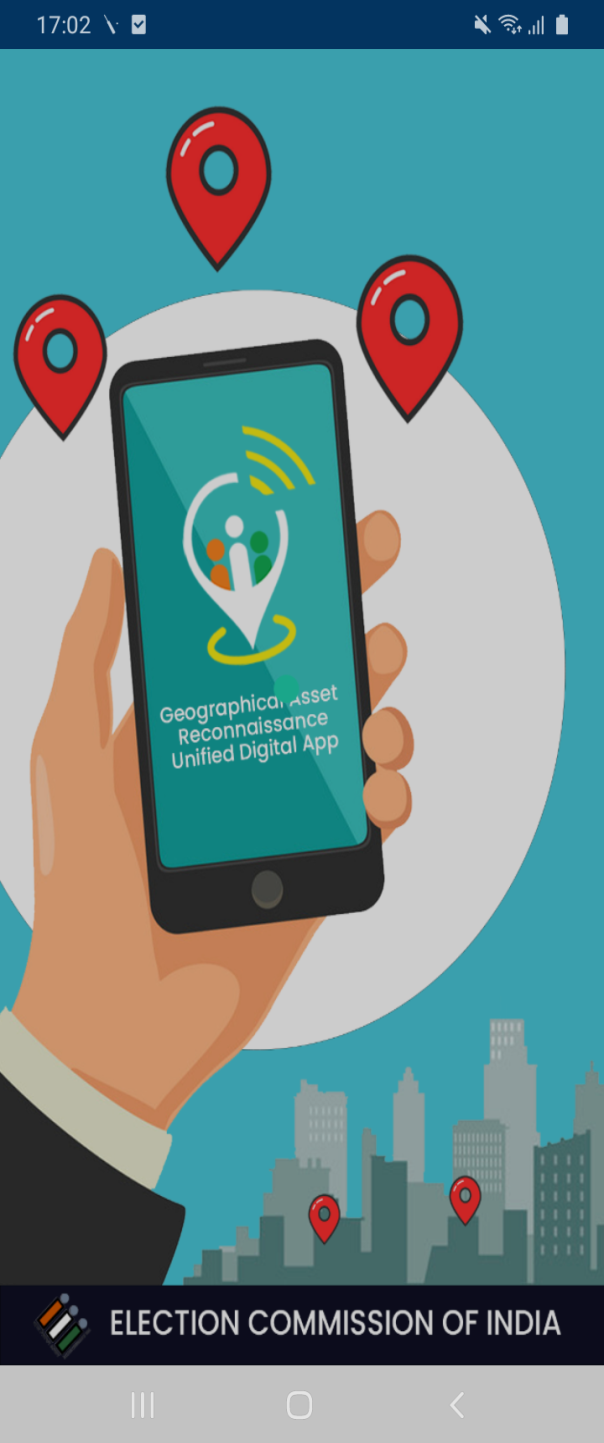 17:02
Geographical Asset
Reconnaissance
Unified Digital App
ELECTION COMMISSION OF INDIA